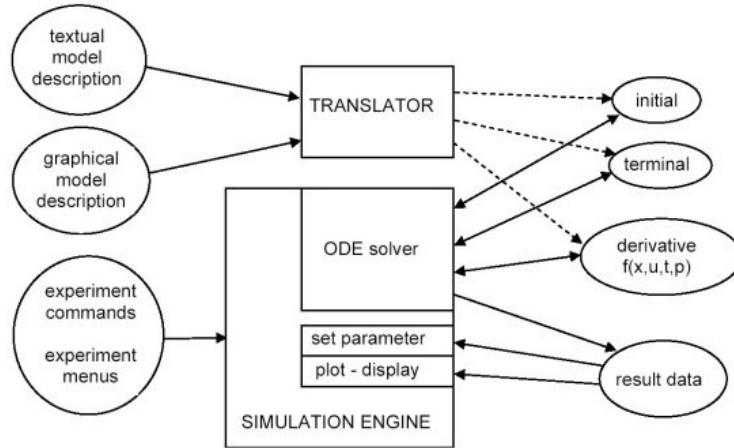 textual
model
description
graphical
model
description
experiment
commands
experiment
menus
TRANSLATOR
ODE solver
set parameter
plot - display
SIMULATION ENGINE
initial
terminal
derivative
f(x,u,t,p)
result data